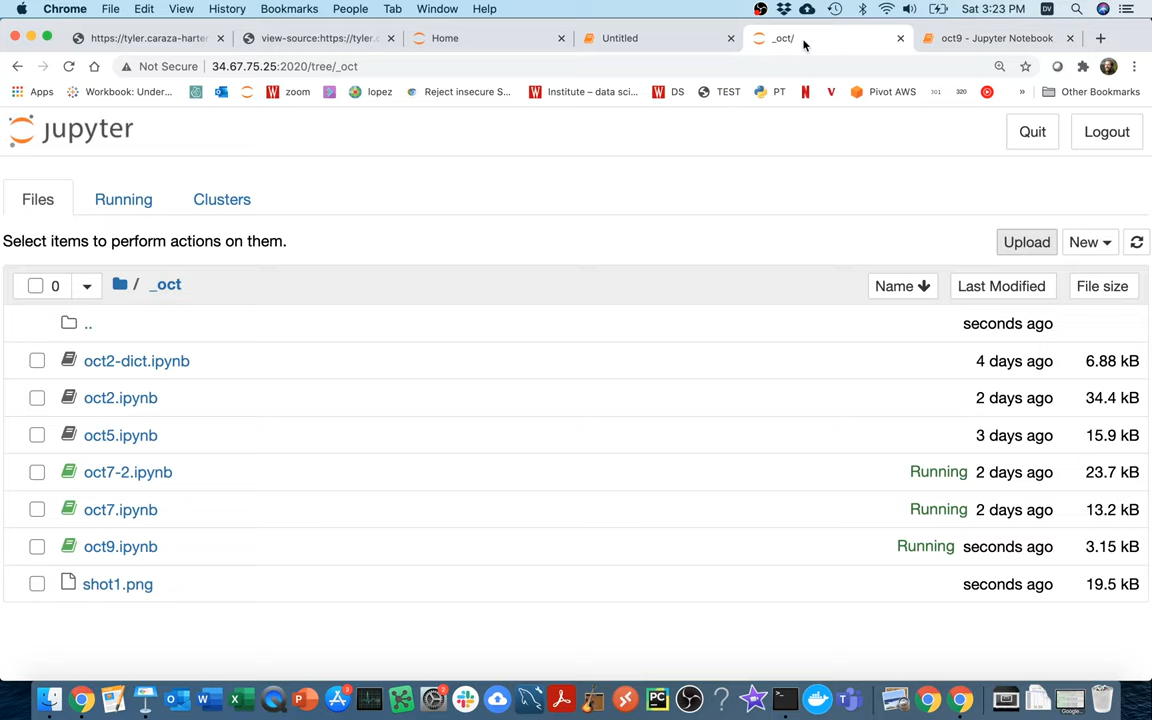 Chrome File Edit View History Bookmarks People Tab Window Help Sat 3:23 PM DV
https://tyler.caraza-harter view-source:https://tyler.c Home Untitled _oct/ oct9 - Jupyter Notebook
Not Secure 34.67.75.25:2020/tree/_oct
Apps Workbook: Under... W zoom lopez Reject insecure S... W Institute – data sci... W DS TEST PT N V Pivot AWS 301 320 » Other Bookmarks
jupyter Quit Logout
Files Running Clusters
Select items to perform actions on them. Upload New
0 / _oct Name Last Modified File size
.. seconds ago
oct2-dict.ipynb 4 days ago 6.88 kB
oct2.ipynb 2 days ago 34.4 kB
oct5.ipynb 3 days ago 15.9 kB
oct7-2.ipynb Running 2 days ago 23.7 kB
oct7.ipynb Running 2 days ago 13.2 kB
oct9.ipynb Running seconds ago 3.15 kB
shot1.png seconds ago 19.5 kB